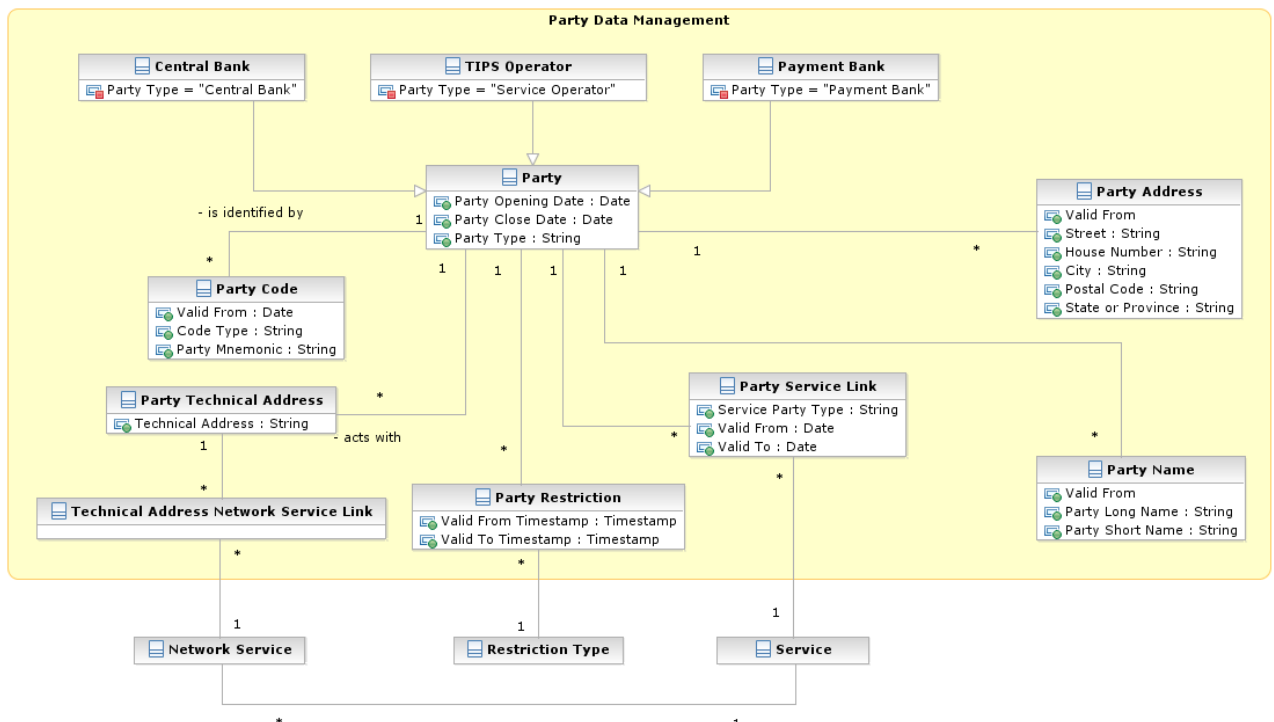 Party Data Management
Central Bank
Party Type = "Central Bank"
TIPS Operator
Party Type = "Service Operator"
Payment Bank
Party Type = "Payment Bank"
Party
Party Opening Date : Date
Party Close Date : Date
Party Type : String
Party Address
Valid From
Street : String
House Number : String
City : String
Postal Code : String
State or Province : String
- is identified by
1
*
1
*
1
1
1
1
Party Code
Valid From : Date
Code Type : String
Party Mnemonic : String
Party Technical Address
Technical Address : String
*
- acts with
1
*
Party Service Link
Service Party Type : String
Valid From : Date
Valid To : Date
*
*
*
*
Party Name
Valid From
Party Long Name : String
Party Short Name : String
Technical Address Network Service Link
Party Restriction
Valid From Timestamp : Timestamp
Valid To Timestamp : Timestamp
*
*
1
1
1
Network Service
Restriction Type
Service
*
1